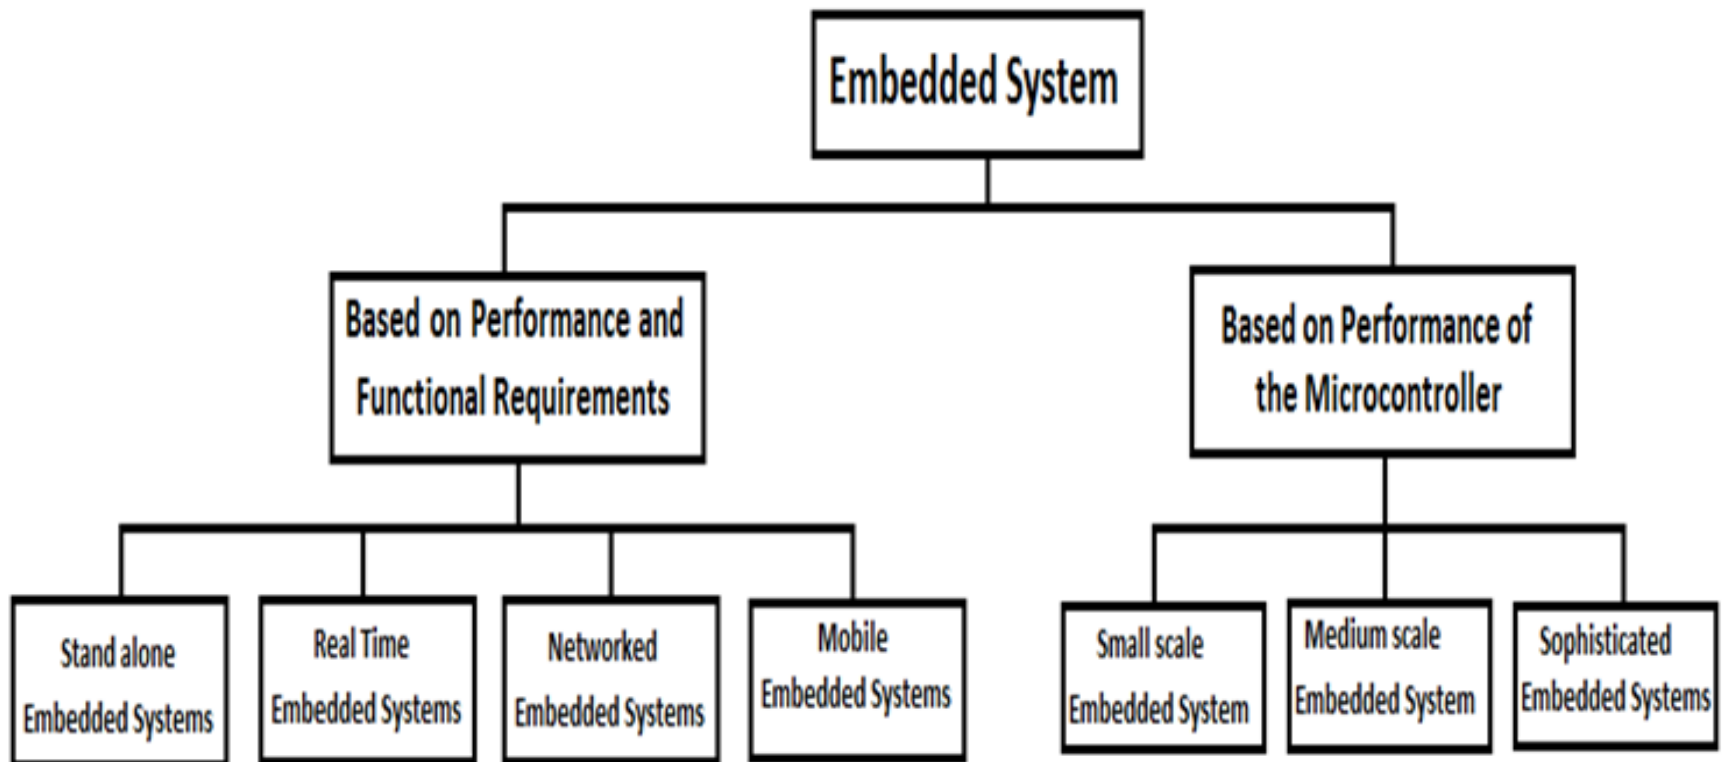 Embedded System
Based on Performance and
Functional Requirements
Based on Performance of
the Microcontroller
Stand alone
Embedded Systems
Real Time
Embedded Systems
Networked
Embedded Systems
Mobile
Embedded Systems
Small scale
Embedded System
Medium scale
Embedded System
Sophisticated
Embedded Systems